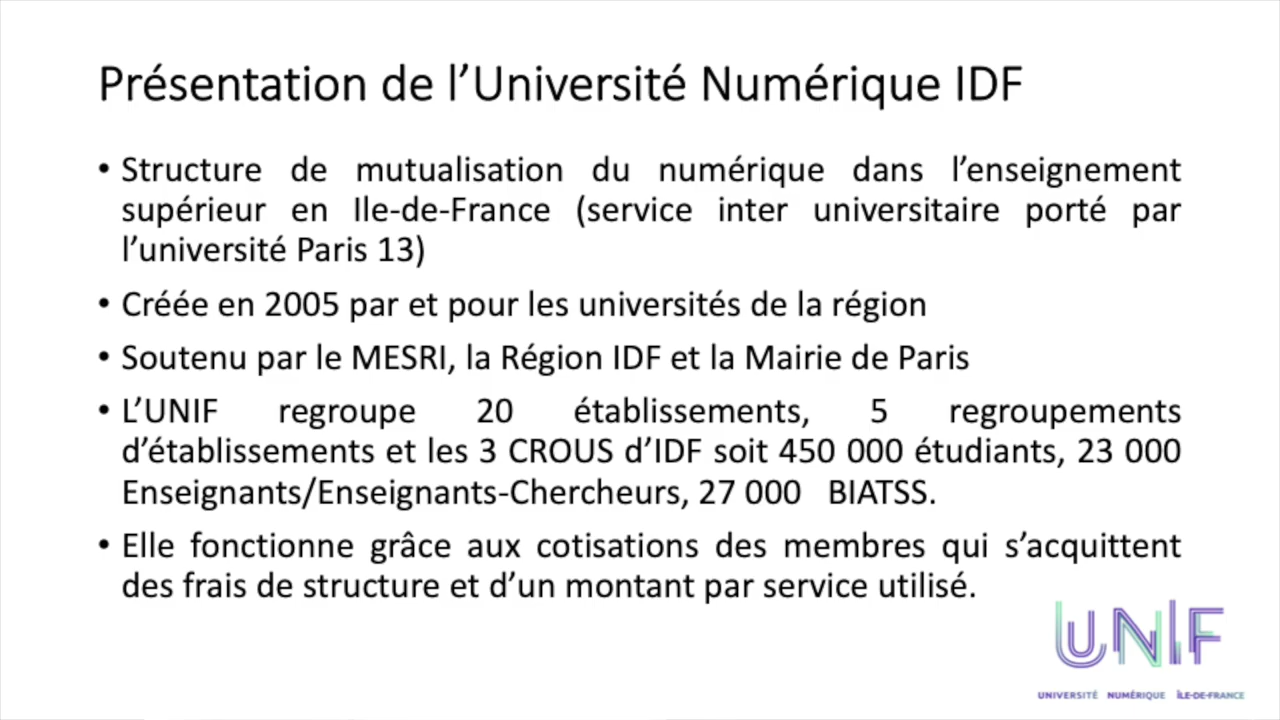 Présentation de l’Université Numérique IDF
• Structure de mutualisation du numérique dans l’enseignement
supérieur en Ile-de-France (service inter universitaire porté par
l’université Paris 13)
• Créée en 2005 par et pour les universités de la région
• Soutenu par le MESRI, la Région IDF et la Mairie de Paris
• L’UNIF regroupe 20 établissements, 5 regroupements
d’établissements et les 3 CROUS d’IDF soit 450 000 étudiants, 23 000
Enseignants/Enseignants-Chercheurs, 27 000 BIATSS.
• Elle fonctionne grâce aux cotisations des membres qui s’acquittent
des frais de structure et d’un montant par service utilisé.
UNIF
UNIVERSITÉ NUMÉRIQUE ÎLE-DE-FRANCE